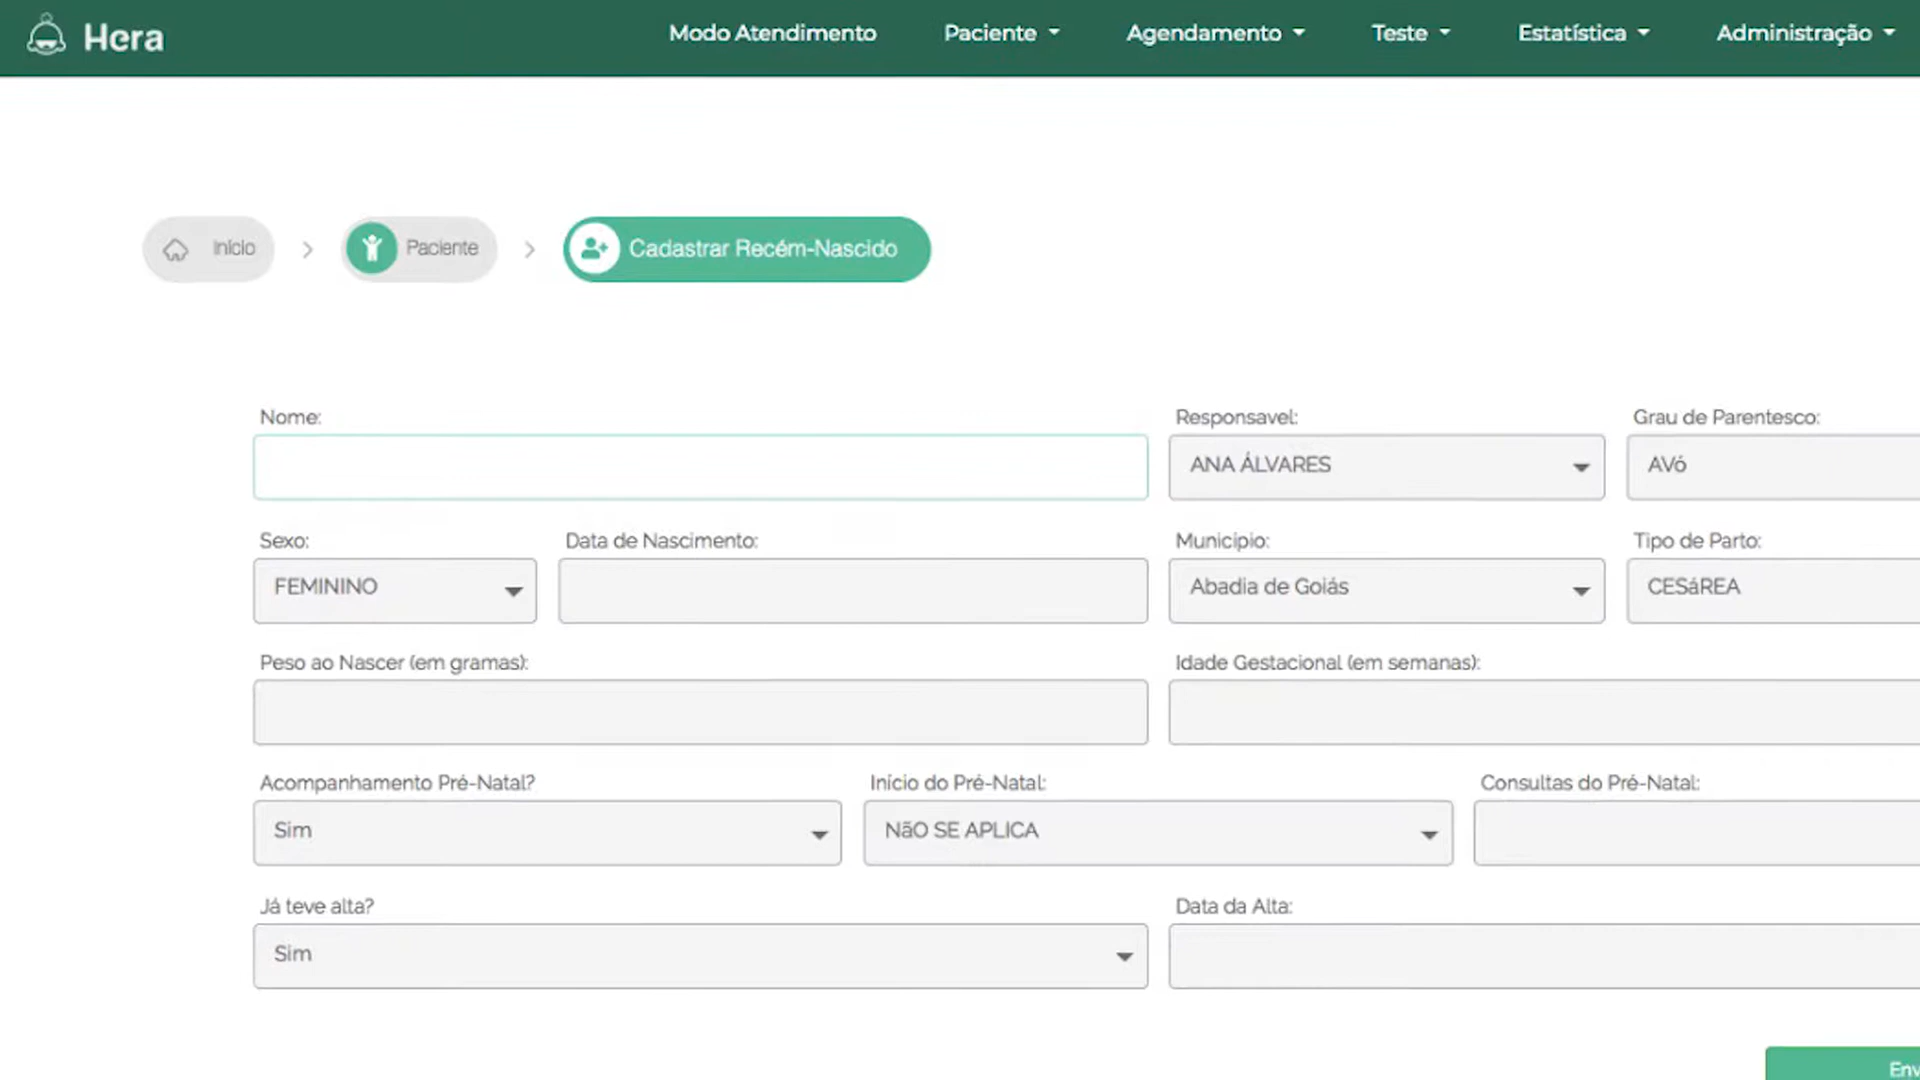 Hera
Modo Atendimento Paciente Agendamento Teste Estatística Administração
Início Paciente Cadastrar Recém-Nascido
Nome: Responsavel: Grau de Parentesco:
ANA ÁLVARES AVó
Sexo: Data de Nascimento: Município: Tipo de Parto:
FEMININO Abadia de Goiás CESáREA
Peso ao Nascer (em gramas): Idade Gestacional (em semanas):
Acompanhamento Pré-Natal? Início do Pré-Natal: Consultas do Pré-Natal:
Sim NãO SE APLICA
Já teve alta? Data da Alta:
Sim